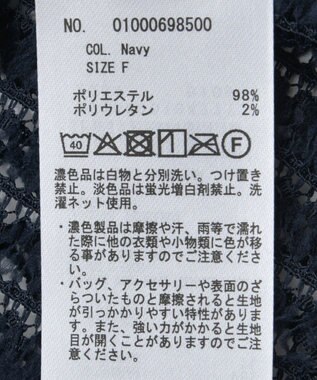 NO. 01000698500
COL. Navy
SIZE F
ポリエステル 98%
ポリウレタン 2%
40
F
濃色品は白物と分別洗い。つけ置き
禁止。淡色品は蛍光増白剤禁止。洗
濯ネット使用。
・濃色製品は摩擦や汗、雨等で濡れ
た際に他の衣類や小物類に色が移
る事がありますのでご注意下さ
い。
・バッグ、アクセサリーや表面のざ
らついたものと摩擦されると生地
が引っかかりやすい特性がありま
す。また、強い力がかかると生地
目が開くことがありますのでご注